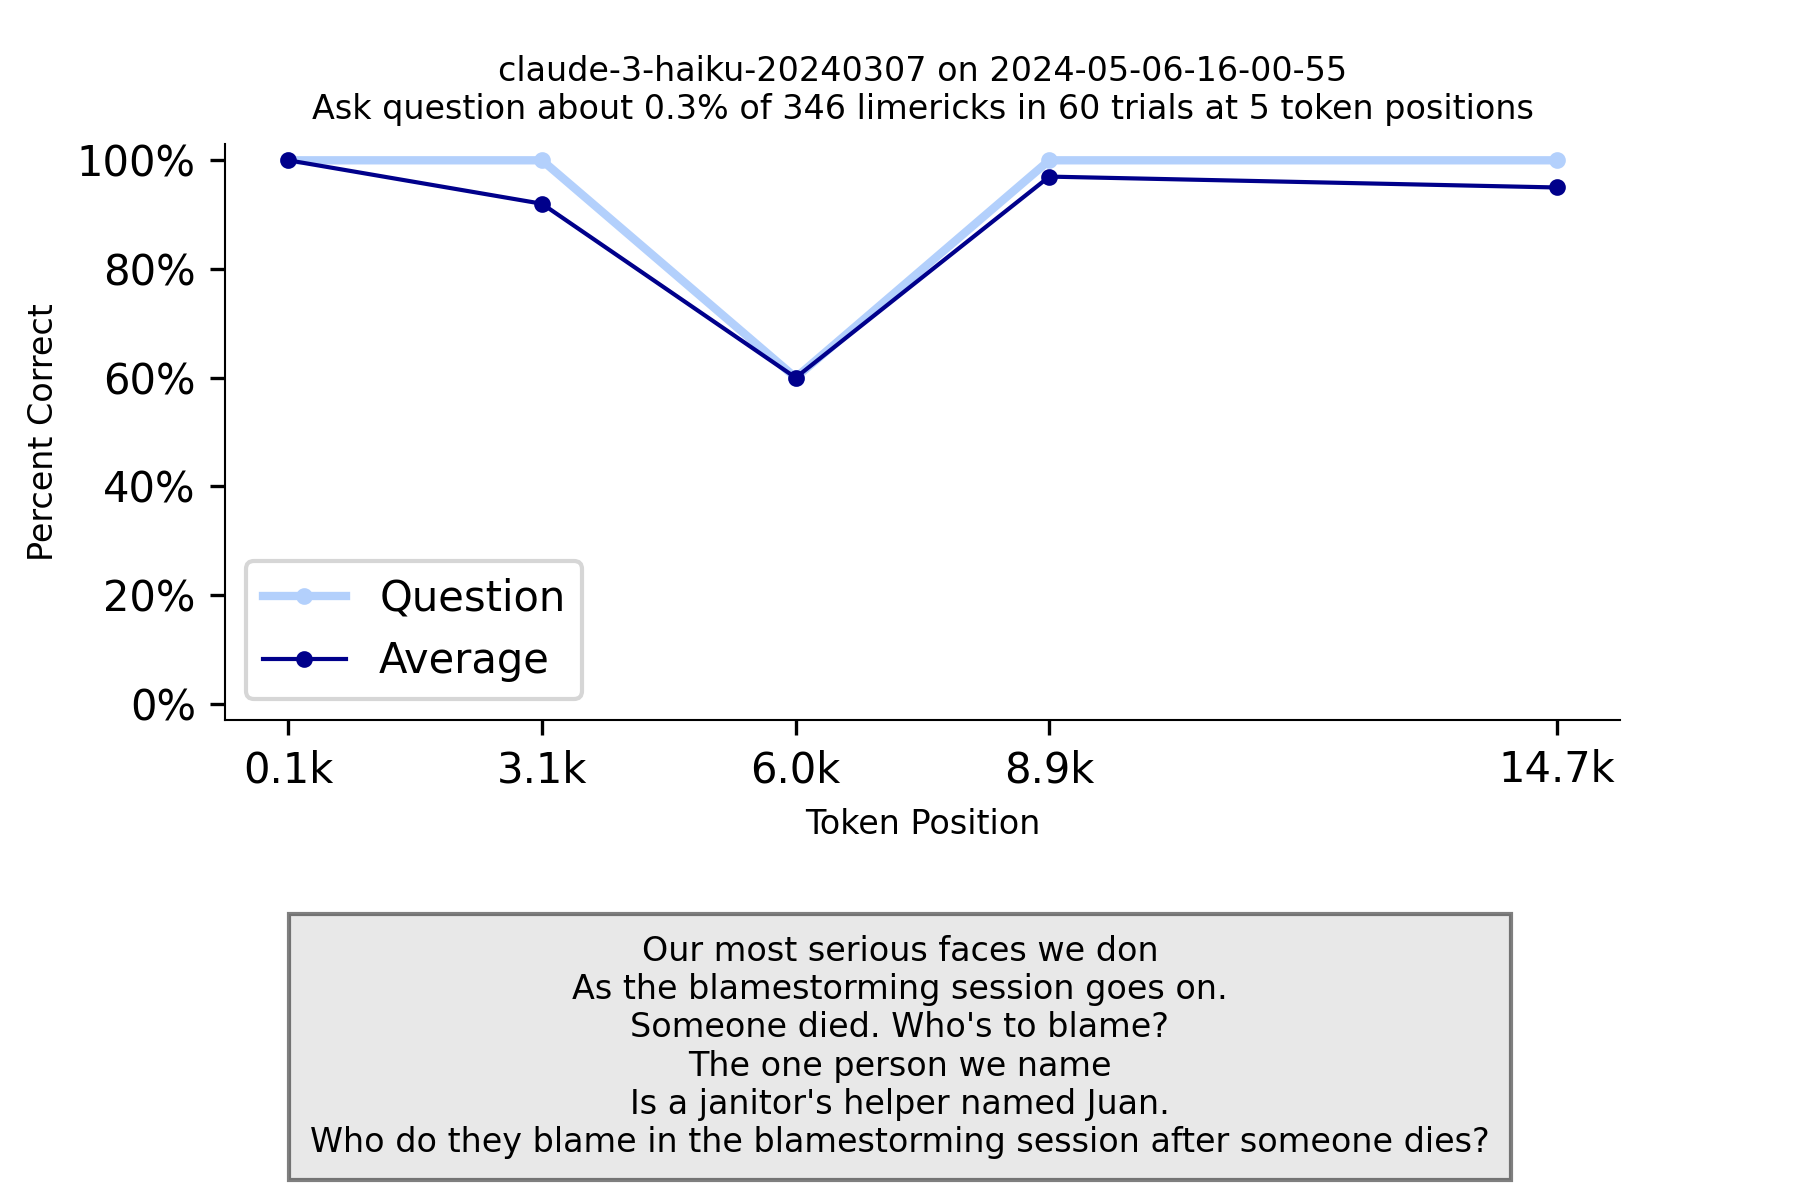 claude-3-haiku-20240307 on 2024-05-06-16-00-55
Ask question about 0.3% of 346 limericks in 60 trials at 5 token positions
100%
80%
60%
40%
20%
0%
Percent Correct
Question
Average
0.1k
3.1k
6.0k
8.9k
14.7k
Token Position
Our most serious faces we don
As the blamestorming session goes on.
Someone died. Who's to blame?
The one person we name
Is a janitor's helper named Juan.
Who do they blame in the blamestorming session after someone dies?